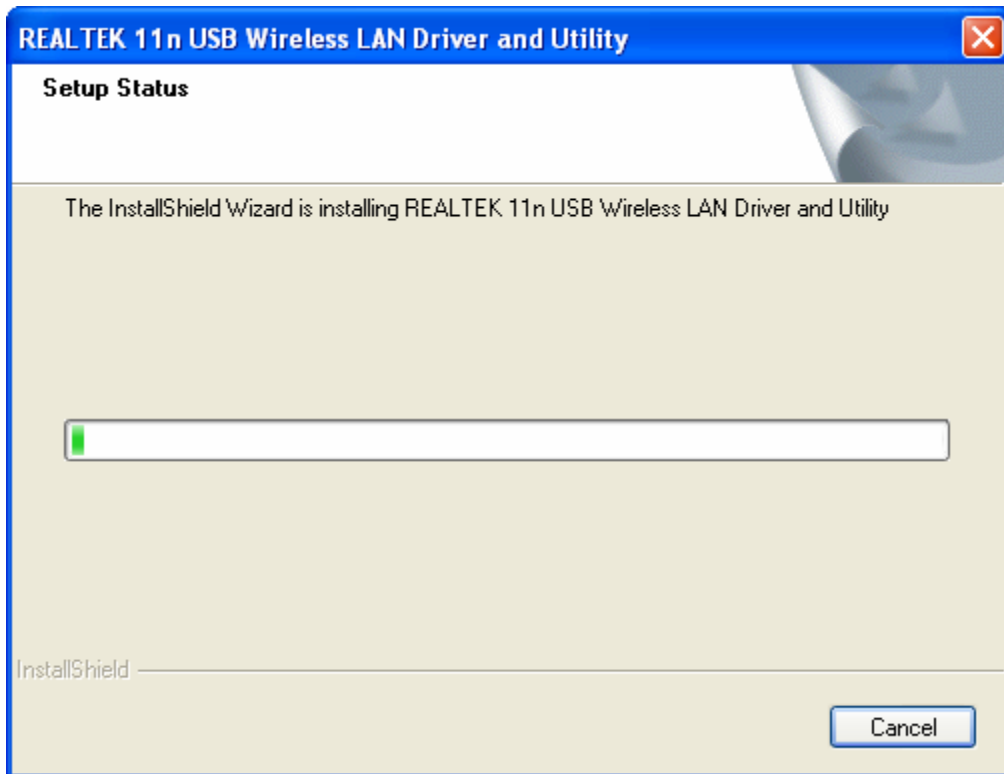 REALTEK 11n USB Wireless LAN Driver and Utility
Setup Status
The InstallShield Wizard is installing REALTEK 11n USB Wireless LAN Driver and Utility
InstallShield
Cancel